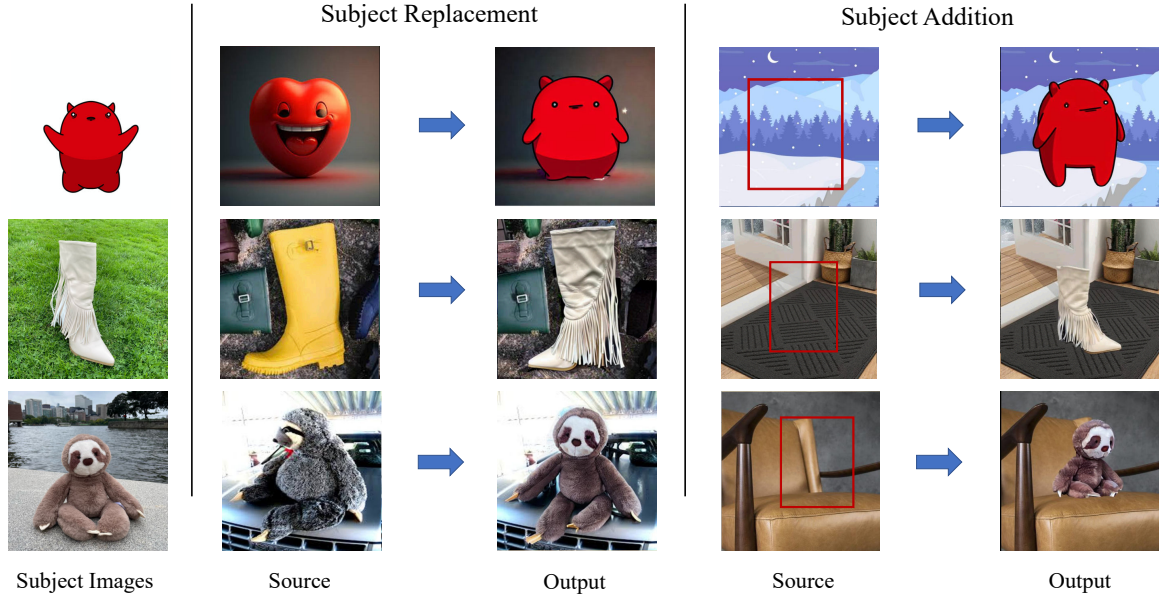 Subject Replacement
Subject Addition
Subject Images
Source
Output
Source
Output